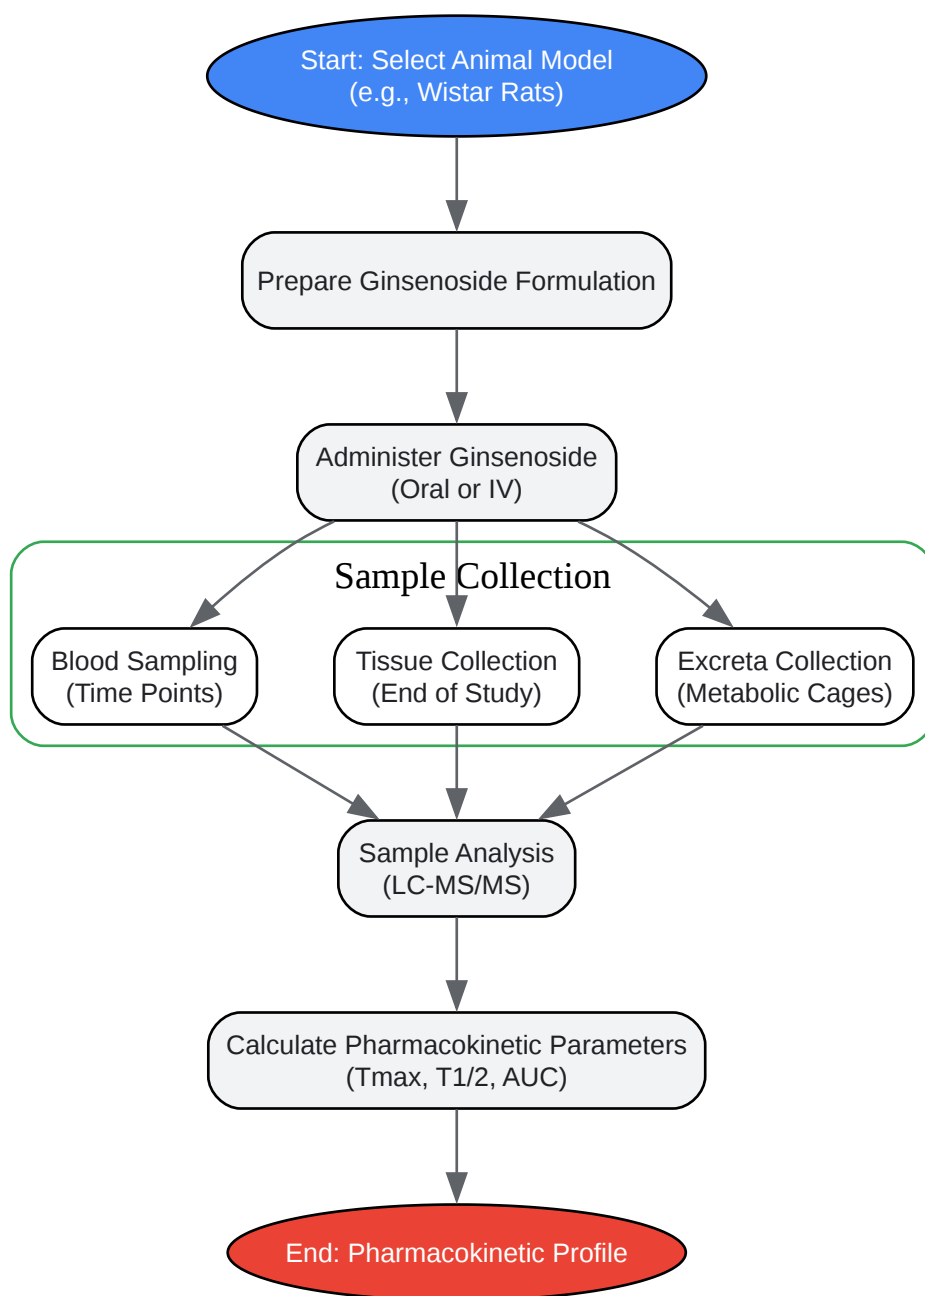 Start: Select Animal Model
(e.g., Wistar Rats)
Prepare Ginsenoside Formulation
Administer Ginsenoside
(Oral or IV)
Sample Collection
Blood Sampling
(Time Points)
Tissue Collection
(End of Study)
Excreta Collection
(Metabolic Cages)
Sample Analysis
(LC-MS/MS)
Calculate Pharmacokinetic Parameters
(Tmax, T1/2, AUC)
End: Pharmacokinetic Profile